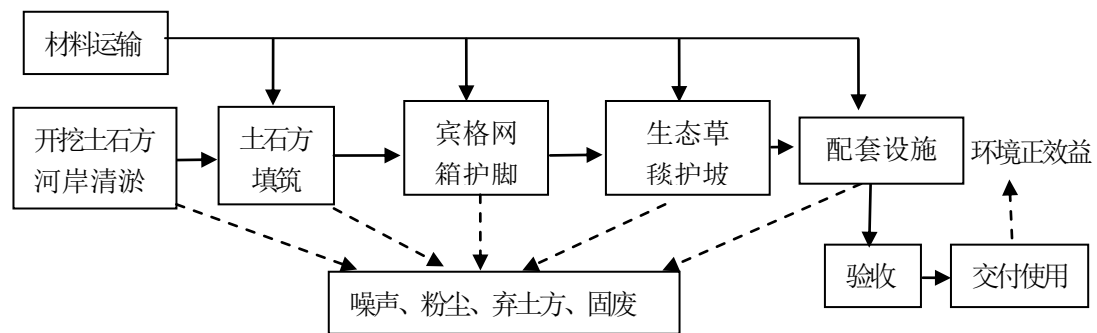 材料运输
开挖土石方
河岸清淤
土石方
填筑
宾格网
箱护脚
生态草
毯护坡
配套设施
环境正效益
验收
交付使用
噪声、粉尘、弃土方、固废